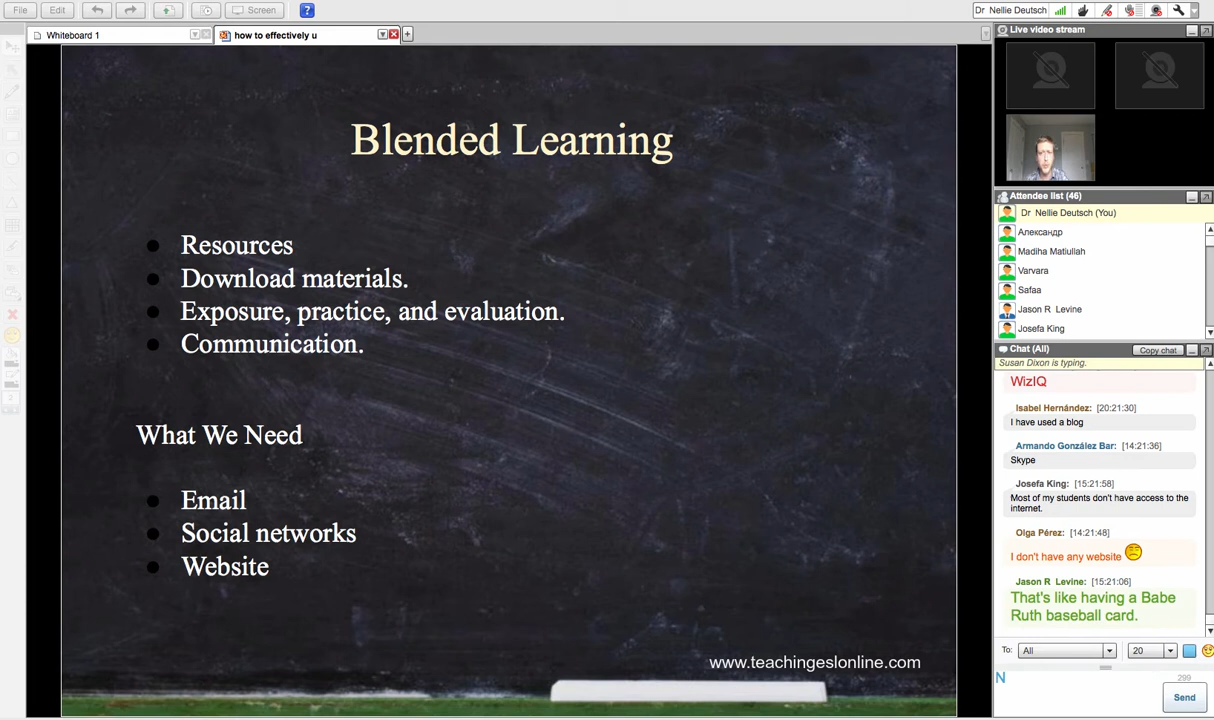 File Edit Screen ? Dr Nellie Deutsch
Whiteboard 1
how to effectively u
Blended Learning
Resources
Download materials.
Exposure, practice, and evaluation.
Communication.
What We Need
Email
Social networks
Website
www.teachingeslonline.com
Live video stream
Attendee list (46)
Dr Nellie Deutsch (You)
Александр
Madiha Matiullah
Varvara
Safaa
Jason R Levine
Josefa King
Chat (All) Copy chat
Susan Dixon is typing.
WizIQ
Isabel Hernández: [20:21:30]
I have used a blog
Armando González Bar: [14:21:36]
Skype
Josefa King: [15:21:58]
Most of my students don't have access to the
internet.
Olga Pérez: [14:21:48]
I don't have any website
Jason R Levine: [15:21:06]
That's like having a Babe
Ruth baseball card.
To: All 20
N
299
Send